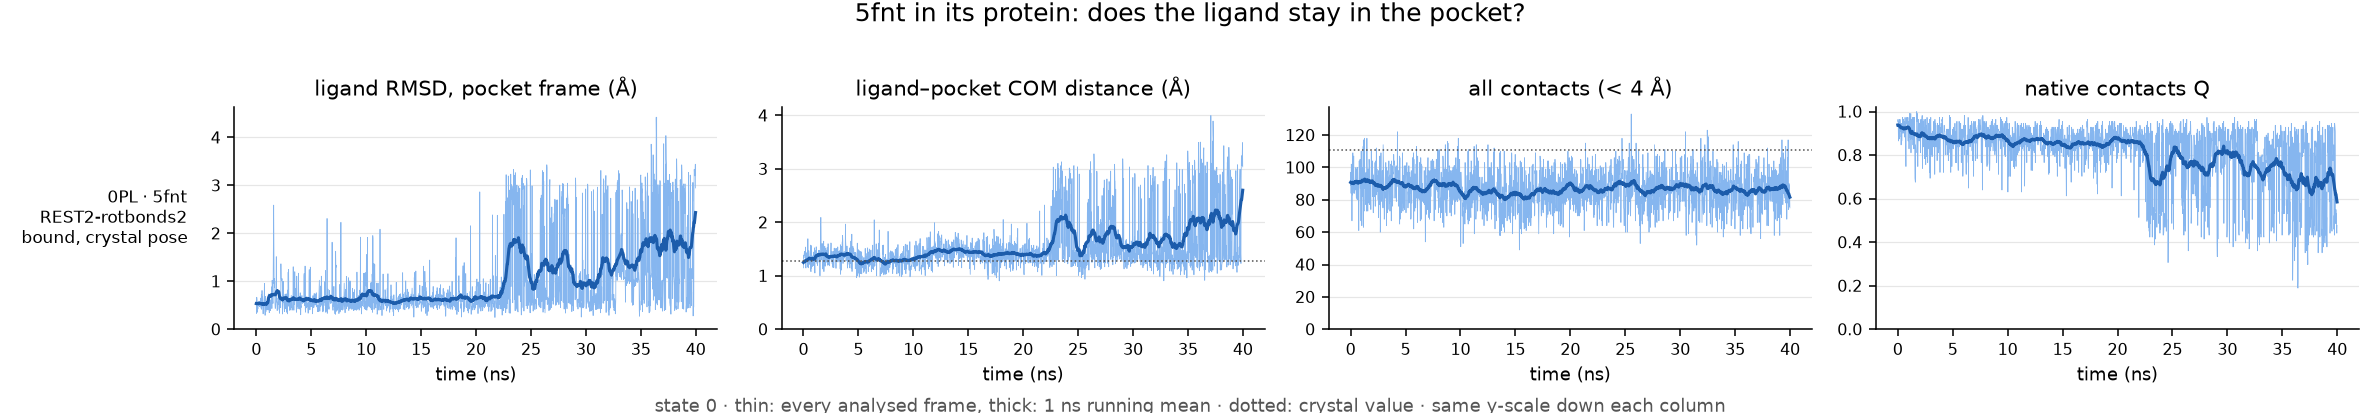 5fnt in its protein: does the ligand stay in the pocket?
ligand RMSD, pocket frame (Å)
ligand–pocket COM distance (Å)
all contacts (< 4 Å)
native contacts Q
0PL · 5fnt
REST2-rotbonds2
bound, crystal pose
4
3
2
1
0
0 5 10 15 20 25 30 35 40
time (ns)
4
3
2
1
0
0 5 10 15 20 25 30 35 40
time (ns)
120
100
80
60
40
20
0
0 5 10 15 20 25 30 35 40
time (ns)
1.0
0.8
0.6
0.4
0.2
0.0
0 5 10 15 20 25 30 35 40
time (ns)
state 0 · thin: every analysed frame, thick: 1 ns running mean · dotted: crystal value · same y-scale down each column